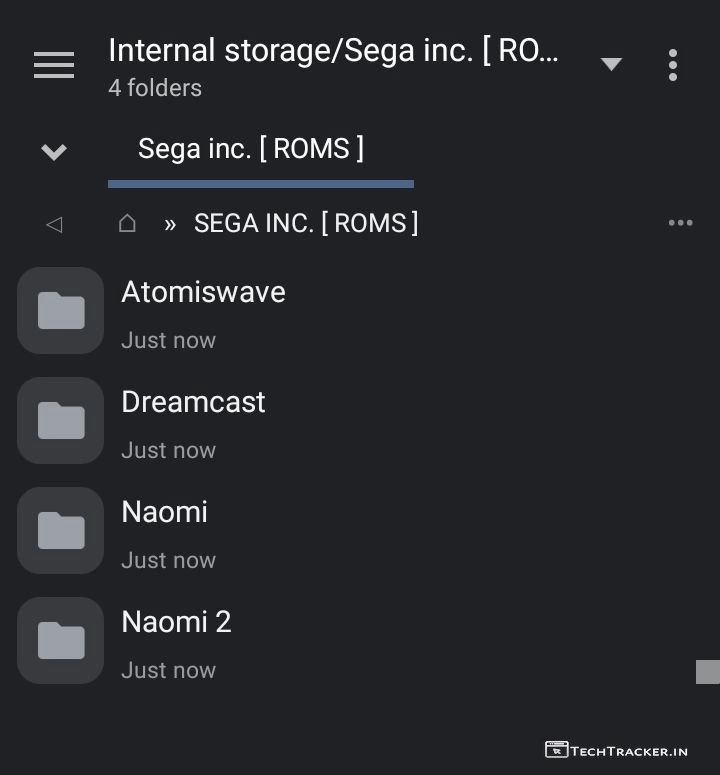 Internal storage/Sega inc. [ RO...
4 folders
Sega inc. [ ROMS ]
» SEGA INC. [ ROMS ]
Atomiswave
Just now
Dreamcast
Just now
Naomi
Just now
Naomi 2
Just now
TECHTRACKER.IN